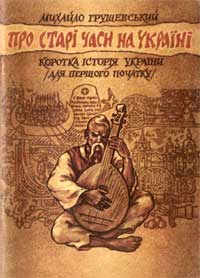 МИХАЙЛО ГРУШЕВСЬКИЙ
ПРО СТАРІ ЧАСИ НА УКРАЇНІ
КОРОТКА ІСТОРІЯ УКРАЇНИ
/ДЛЯ ПЕРШОГО ПОЧАТКУ/